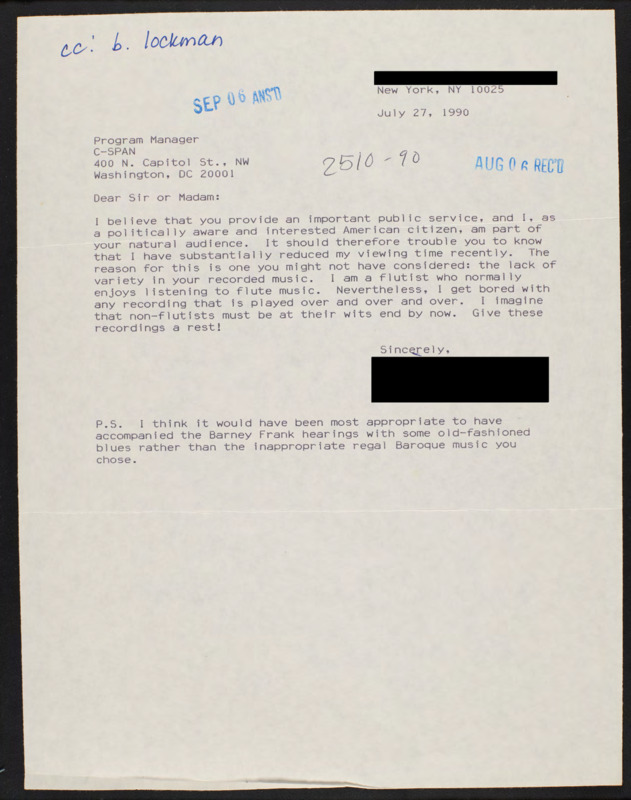 cc: b. lockman
SEP 06 ANS'D
New York, NY 10025
July 27, 1990
Program Manager
C-SPAN
400 N. Capitol St., NW
Washington, DC 20001
2510-90
AUG 06 REC'D
Dear Sir or Madam:
I believe that you provide an important public service, and I, as
a politically aware and interested American citizen, am part of
your natural audience. It should therefore trouble you to know
that I have substantially reduced my viewing time recently. The
reason for this is one you might not have considered: the lack of
variety in your recorded music. I am a flutist who normally
enjoys listening to flute music. Nevertheless, I get bored with
any recording that is played over and over and over. I imagine
that non-flutists must be at their wits end by now. Give these
recordings a rest!
Sincerely,
P.S. I think it would have been most appropriate to have
accompanied the Barney Frank hearings with some old-fashioned
blues rather than the inappropriate regal Baroque music you
chose.